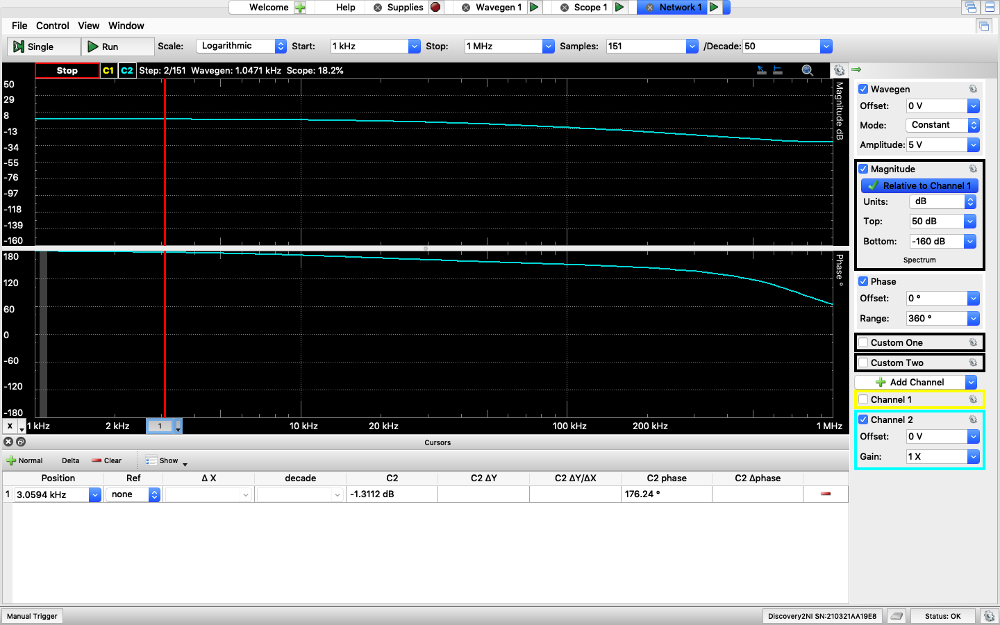 Welcome Help Supplies Wavegen 1 Scope 1 Network 1
File Control View Window
Single Run Scale: Logarithmic Start: 1 kHz Stop: 1 MHz Samples: 151 /Decade: 50
Stop C1 C2 Step: 2/151 Wavegen: 1.0471 kHz Scope: 18.2%
50
29
8
-13
-34
-55
-76
-97
-118
-139
-160
Magnitude dB
180
120
60
0
-60
-120
-180
Phase °
X 1 kHz 2 kHz 1 10 kHz 20 kHz 100 kHz 200 kHz 1 MHz
Cursors
Normal Delta Clear Show
Position Ref Δ X decade C2 C2 ΔY C2 ΔY/ΔX C2 phase C2 Δphase
1 3.0594 kHz none -1.3112 dB 176.24 °
Wavegen
Offset: 0 V
Mode: Constant
Amplitude: 5 V
Magnitude
Relative to Channel 1
Units: dB
Top: 50 dB
Bottom: -160 dB
Spectrum
Phase
Offset: 0 °
Range: 360 °
Custom One
Custom Two
Add Channel
Channel 1
Channel 2
Offset: 0 V
Gain: 1 X
Manual Trigger Discovery2NI SN:210321AA19E8 Status: OK